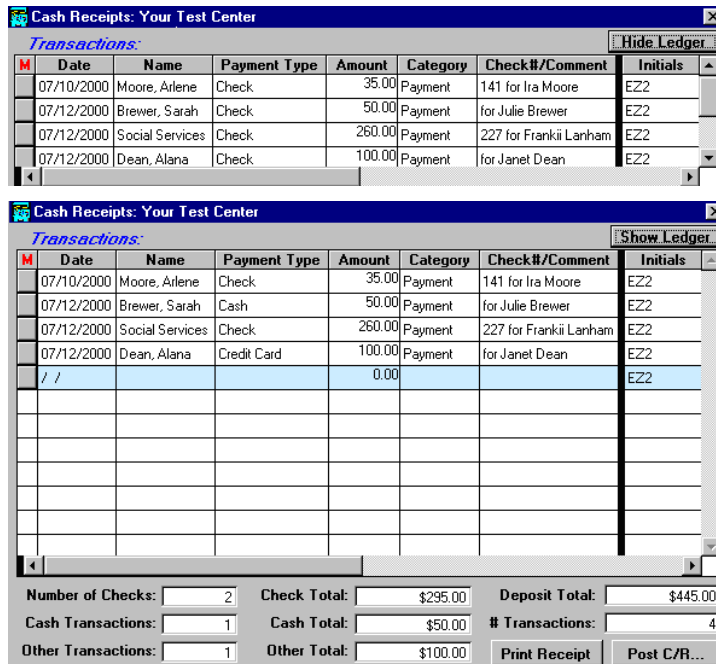 Cash Receipts: Your Test Center
Transactions: Hide Ledger
M Date Name Payment Type Amount Category Check#/Comment Initials
07/10/2000 Moore, Arlene Check 35.00 Payment 141 for Ira Moore EZ2
07/12/2000 Brewer, Sarah Check 50.00 Payment for Julie Brewer EZ2
07/12/2000 Social Services Check 260.00 Payment 227 for Frankii Lanham EZ2
07/12/2000 Dean, Alana Check 100.00 Payment for Janet Dean EZ2
Cash Receipts: Your Test Center
Transactions: Show Ledger
M Date Name Payment Type Amount Category Check#/Comment Initials
07/10/2000 Moore, Arlene Check 35.00 Payment 141 for Ira Moore EZ2
07/12/2000 Brewer, Sarah Cash 50.00 Payment for Julie Brewer EZ2
07/12/2000 Social Services Check 260.00 Payment 227 for Frankii Lanham EZ2
07/12/2000 Dean, Alana Credit Card 100.00 Payment for Janet Dean EZ2
/ / 0.00 EZ2
Number of Checks: 2 Check Total: $295.00 Deposit Total: $445.00
Cash Transactions: 1 Cash Total: $50.00 # Transactions: 4
Other Transactions: 1 Other Total: $100.00 Print Receipt Post C/R...